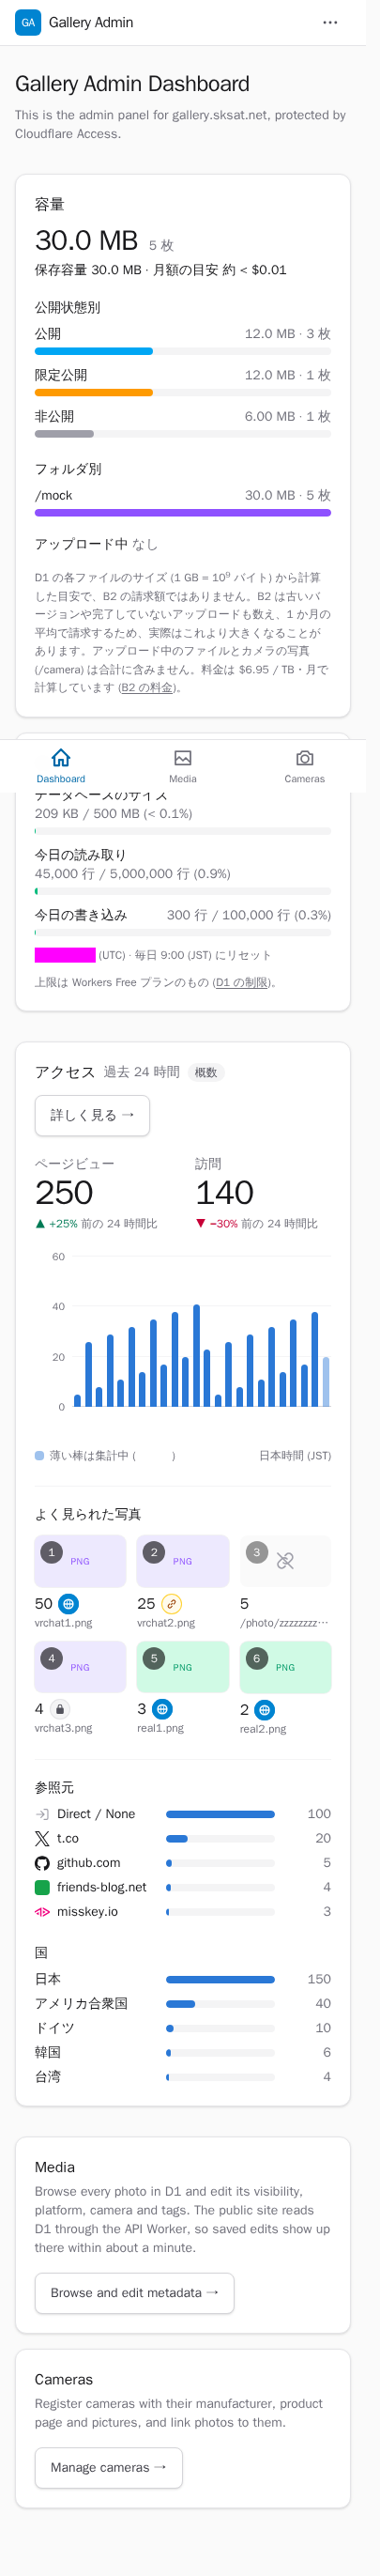 GA Gallery Admin
Gallery Admin Dashboard
This is the admin panel for gallery.sksat.net, protected by
Cloudflare Access.
容量
30.0 MB 5 枚
保存容量 30.0 MB · 月額の目安 約 < $0.01
公開状態別
公開 12.0 MB · 3 枚
限定公開 12.0 MB · 1 枚
非公開 6.00 MB · 1 枚
フォルダ別
/mock 30.0 MB · 5 枚
アップロード中 なし
D1 の各ファイルのサイズ (1 GB = 10⁹ バイト) から計算
した目安で、B2 の請求額ではありません。B2 は古いバ
ージョンや完了していないアップロードも数え、1 か月の
平均で請求するため、実際はこれより大きくなることが
あります。アップロード中のファイルとカメラの写真
(/camera) は合計に含みません。料金は $6.95 / TB・月で
計算しています (B2 の料金)。
Dashboard Media Cameras
データベースのサイズ
209 KB / 500 MB (< 0.1%)
今日の読み取り
45,000 行 / 5,000,000 行 (0.9%)
今日の書き込み 300 行 / 100,000 行 (0.3%)
(UTC) · 毎日 9:00 (JST) にリセット
上限は Workers Free プランのもの (D1 の制限)。
アクセス 過去 24 時間 概数
詳しく見る →
ページビュー 訪問
250 140
▲ +25% 前の 24 時間比 ▼ −30% 前の 24 時間比
60
40
20
0
薄い棒は集計中 ( ) 日本時間 (JST)
よく見られた写真
1 PNG 2 PNG 3
50 25 5
vrchat1.png vrchat2.png /photo/zzzzzzzz…
4 PNG 5 PNG 6 PNG
4 3 2
vrchat3.png real1.png real2.png
参照元
Direct / None 100
t.co 20
github.com 5
friends-blog.net 4
misskey.io 3
国
日本 150
アメリカ合衆国 40
ドイツ 10
韓国 6
台湾 4
Media
Browse every photo in D1 and edit its visibility,
platform, camera and tags. The public site reads
D1 through the API Worker, so saved edits show up
there within about a minute.
Browse and edit metadata →
Cameras
Register cameras with their manufacturer, product
page and pictures, and link photos to them.
Manage cameras →